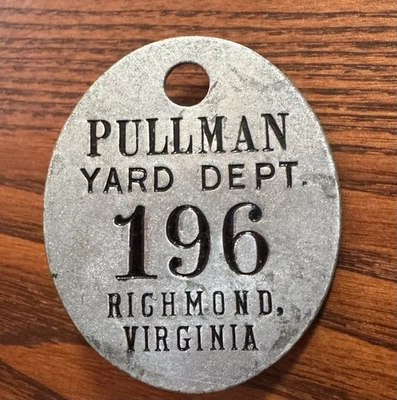 PULLMAN
YARD DEPT.
196
RICHMOND,
VIRGINIA